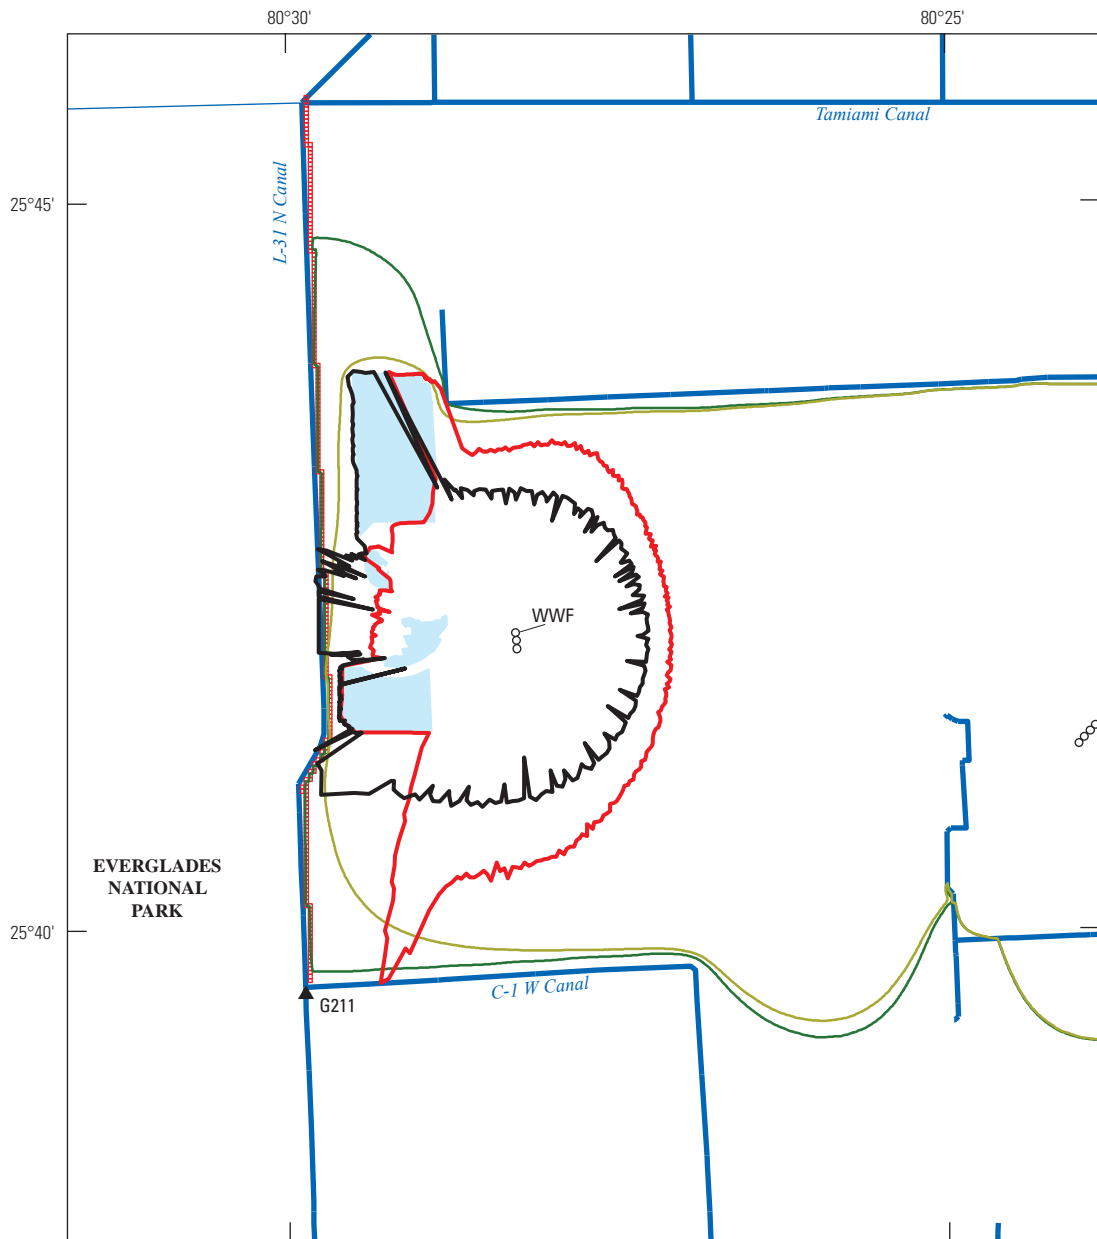 80°30'
80°25'
Tamiami Canal
L-31 N Canal
25°45'
WWF
EVERGLADES
NATIONAL
PARK
25°40'
C-1 W Canal
G211